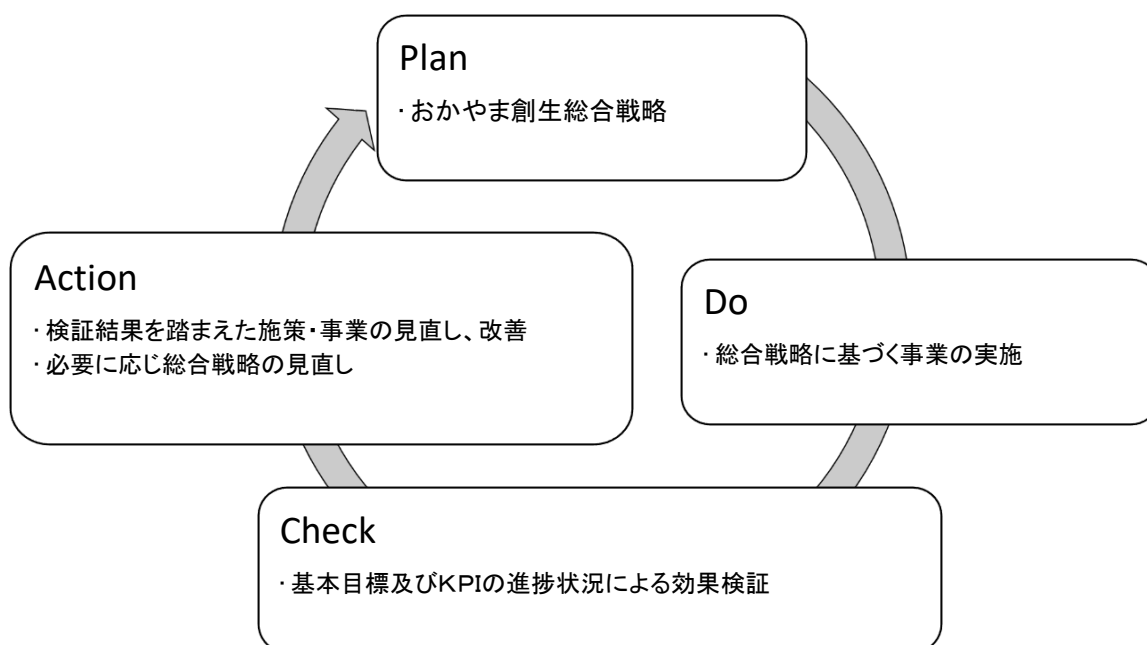 Plan
・おかやま創生総合戦略
Action
・検証結果を踏まえた施策・事業の見直し、改善
・必要に応じ総合戦略の見直し
Do
・総合戦略に基づく事業の実施
Check
・基本目標及びKPIの進捗状況による効果検証